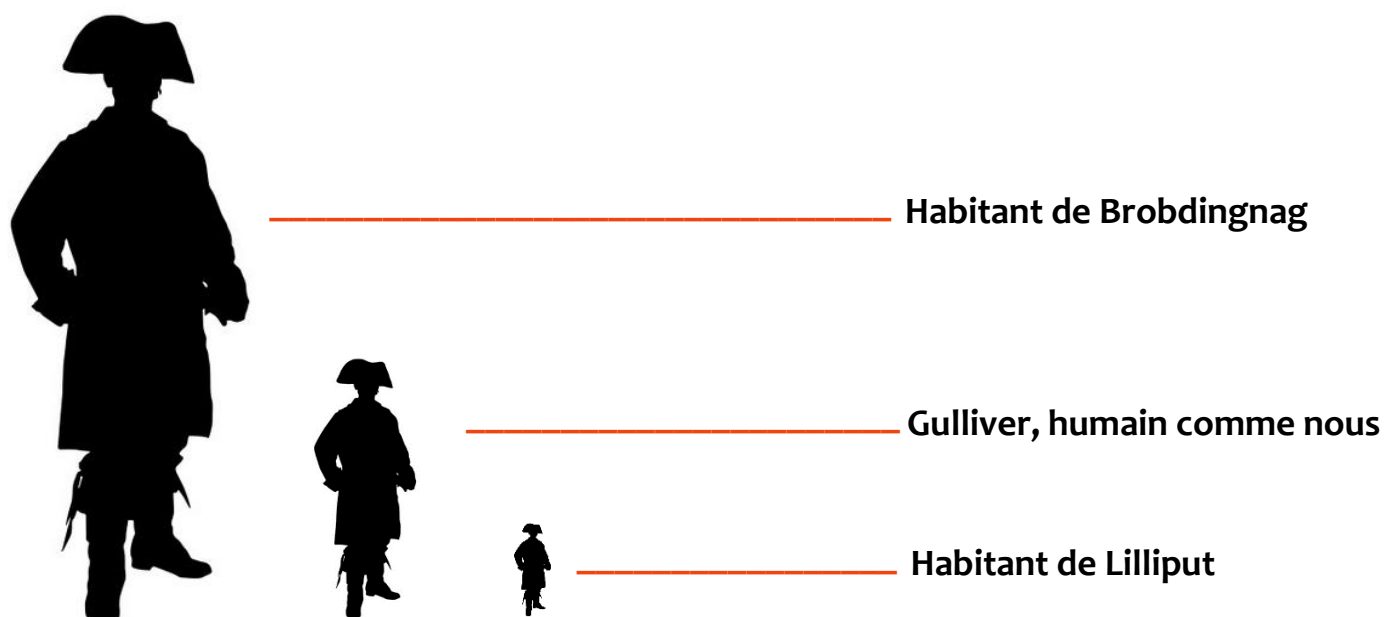 Habitant de Brobdingnag
Gulliver, humain comme nous
Habitant de Lilliput